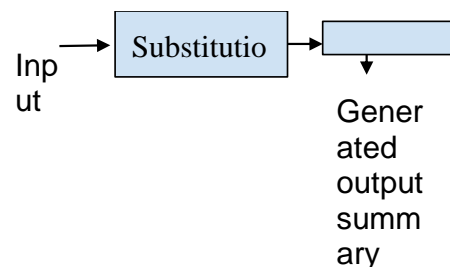 Inp
ut
Substitutio
Gener
ated
output
summ
ary